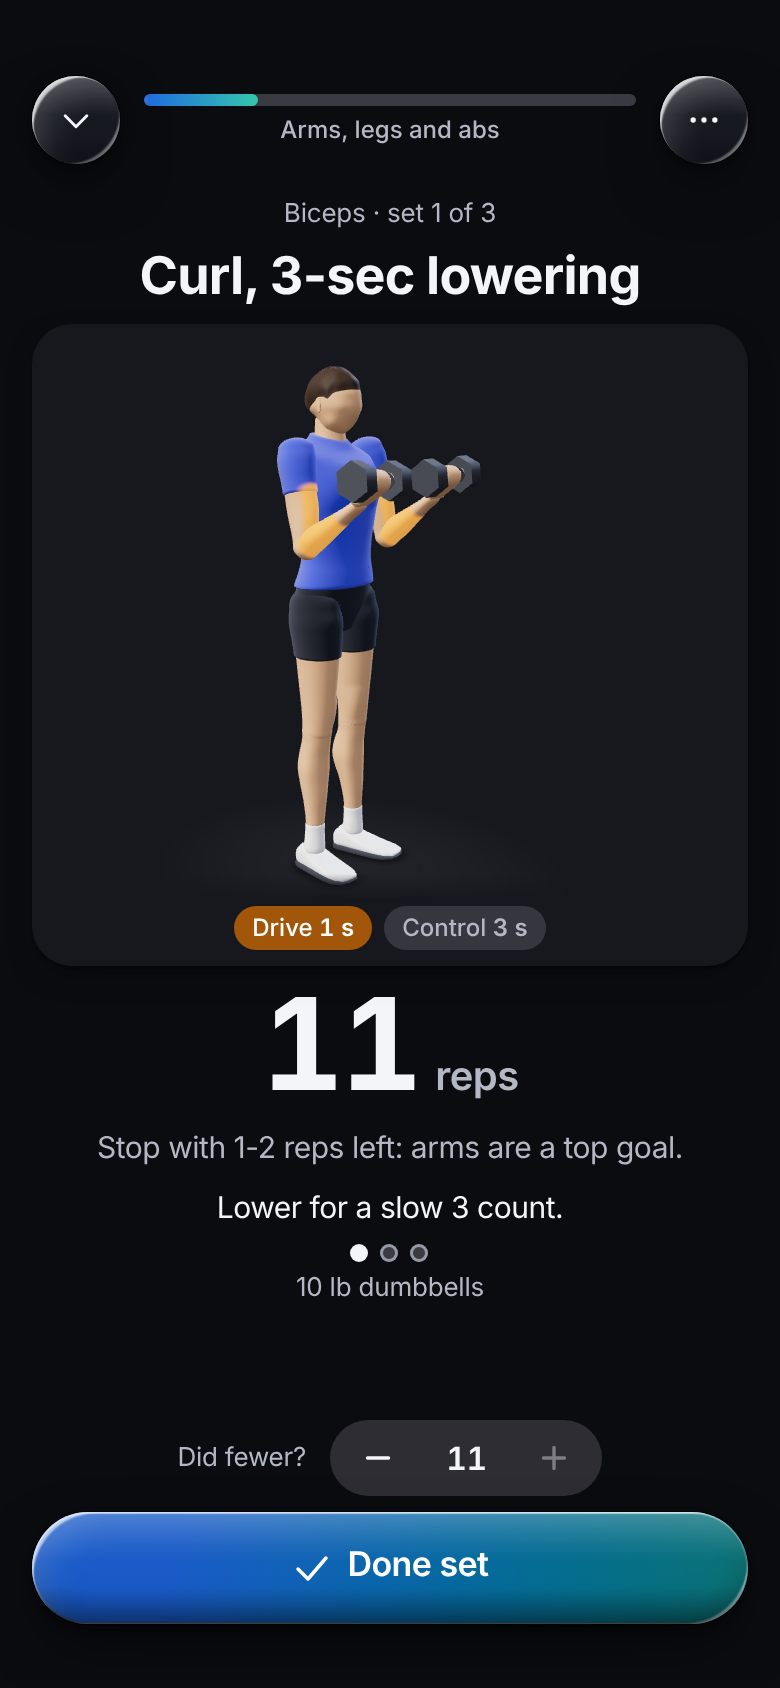 Arms, legs and abs
Biceps · set 1 of 3
Curl, 3-sec lowering
Drive 1 s
Control 3 s
11 reps
Stop with 1-2 reps left: arms are a top goal.
Lower for a slow 3 count.
10 lb dumbbells
Did fewer? − 11 +
Done set